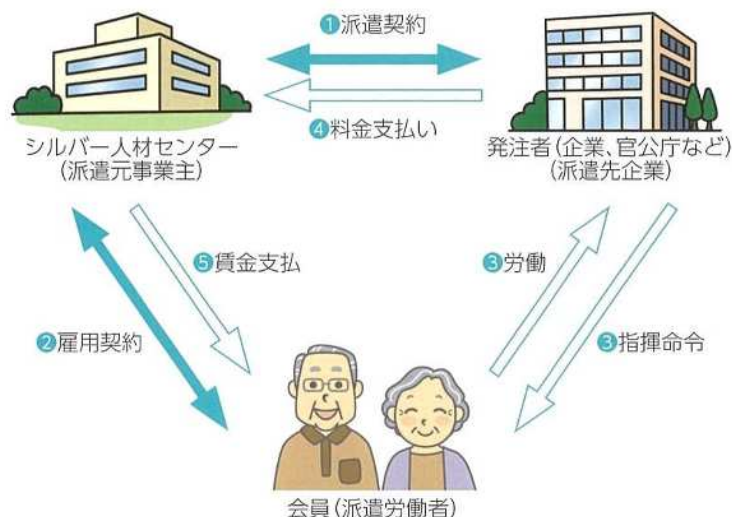 ❶派遣契約
❹料金支払い
シルバー人材センター
(派遣元事業主)
発注者(企業、官公庁など)
(派遣先企業)
❺賃金支払
❸労働
❷雇用契約
❸指揮命令
会員(派遣労働者)